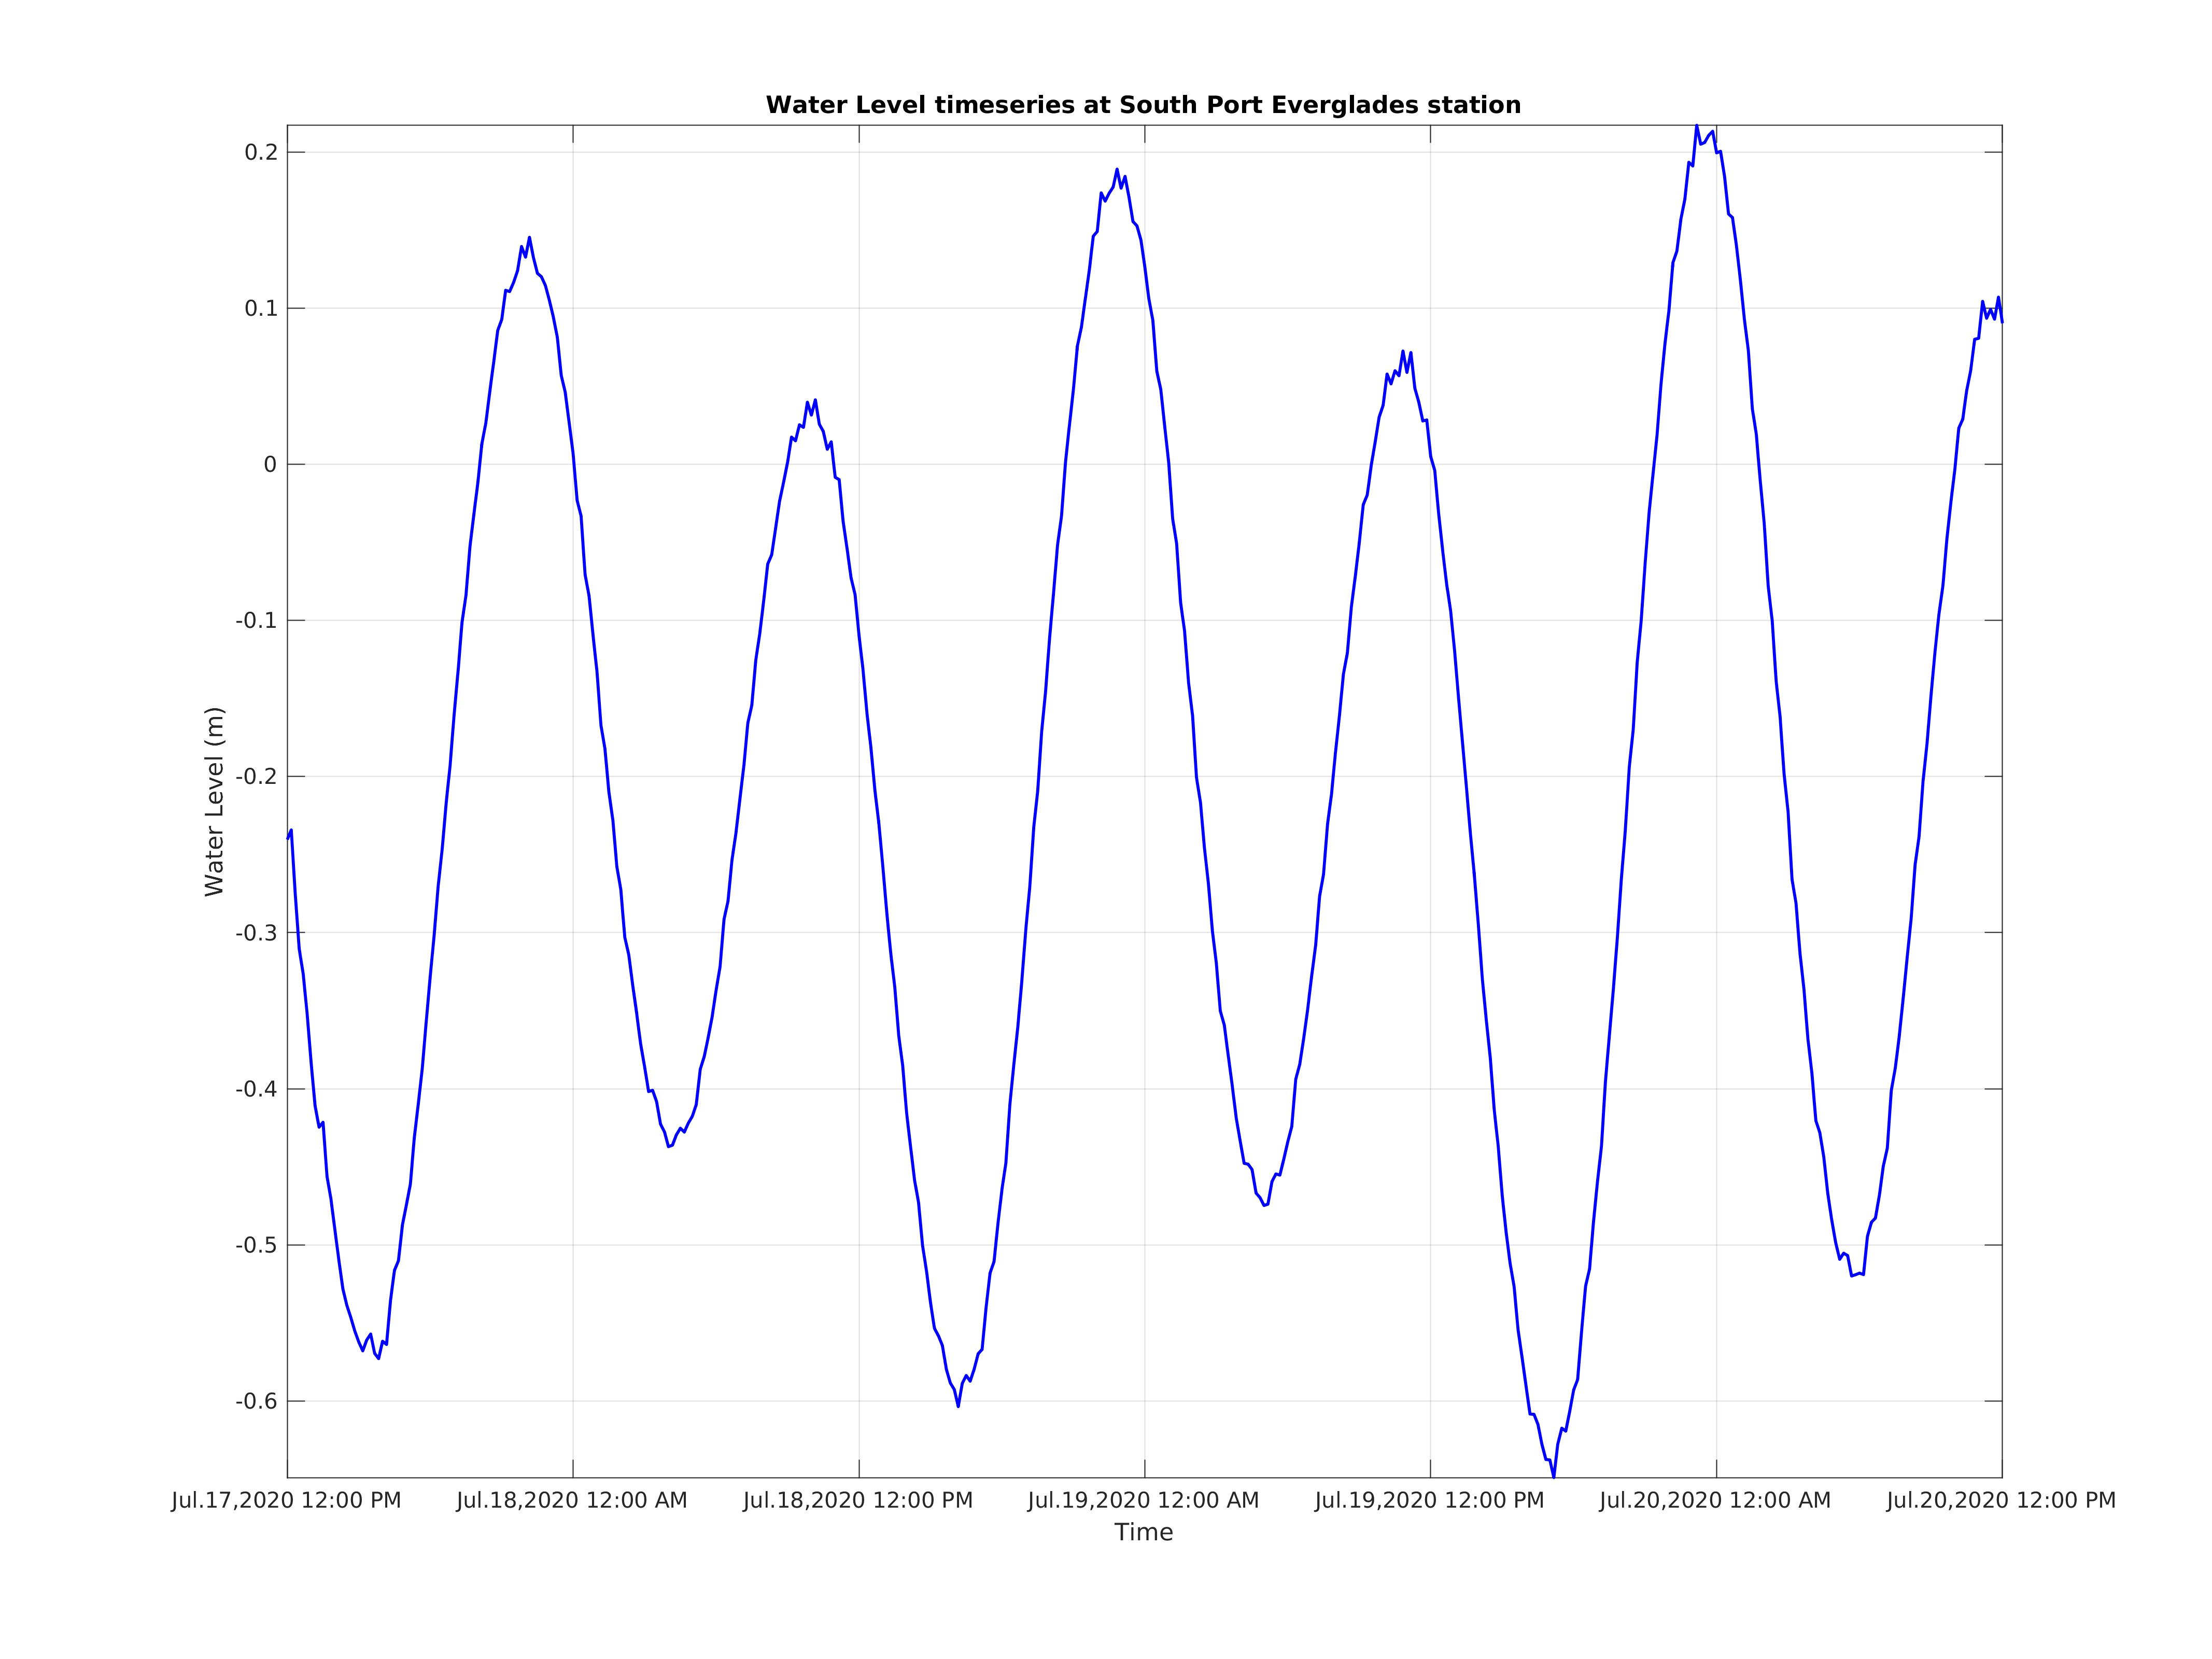 Water Level timeseries at South Port Everglades station
0.2
0.1
0
-0.1
-0.2
-0.3
-0.4
-0.5
-0.6
Water Level (m)
Jul.17,2020 12:00 PM Jul.18,2020 12:00 AM Jul.18,2020 12:00 PM Jul.19,2020 12:00 AM Jul.19,2020 12:00 PM Jul.20,2020 12:00 AM Jul.20,2020 12:00 PM
Time